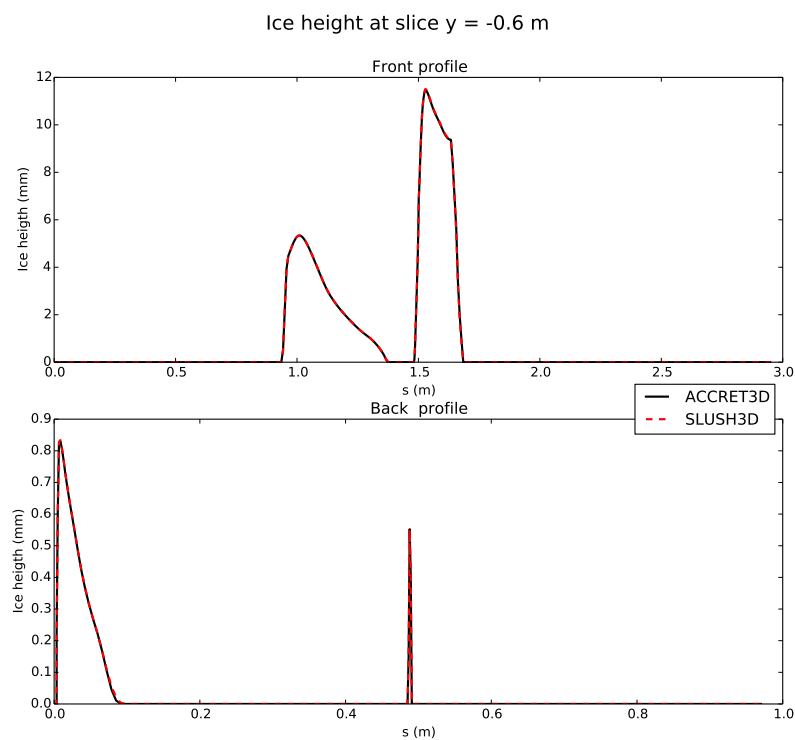 Ice height at slice y = -0.6 m
Front profile
12
10
8
6
4
2
0
Ice heigth (mm)
0.0 0.5 1.0 1.5 2.0 2.5 3.0
s (m)
ACCRET3D
SLUSH3D
Back profile
0.9
0.8
0.7
0.6
0.5
0.4
0.3
0.2
0.1
0.0
Ice heigth (mm)
0.0 0.2 0.4 0.6 0.8 1.0
s (m)